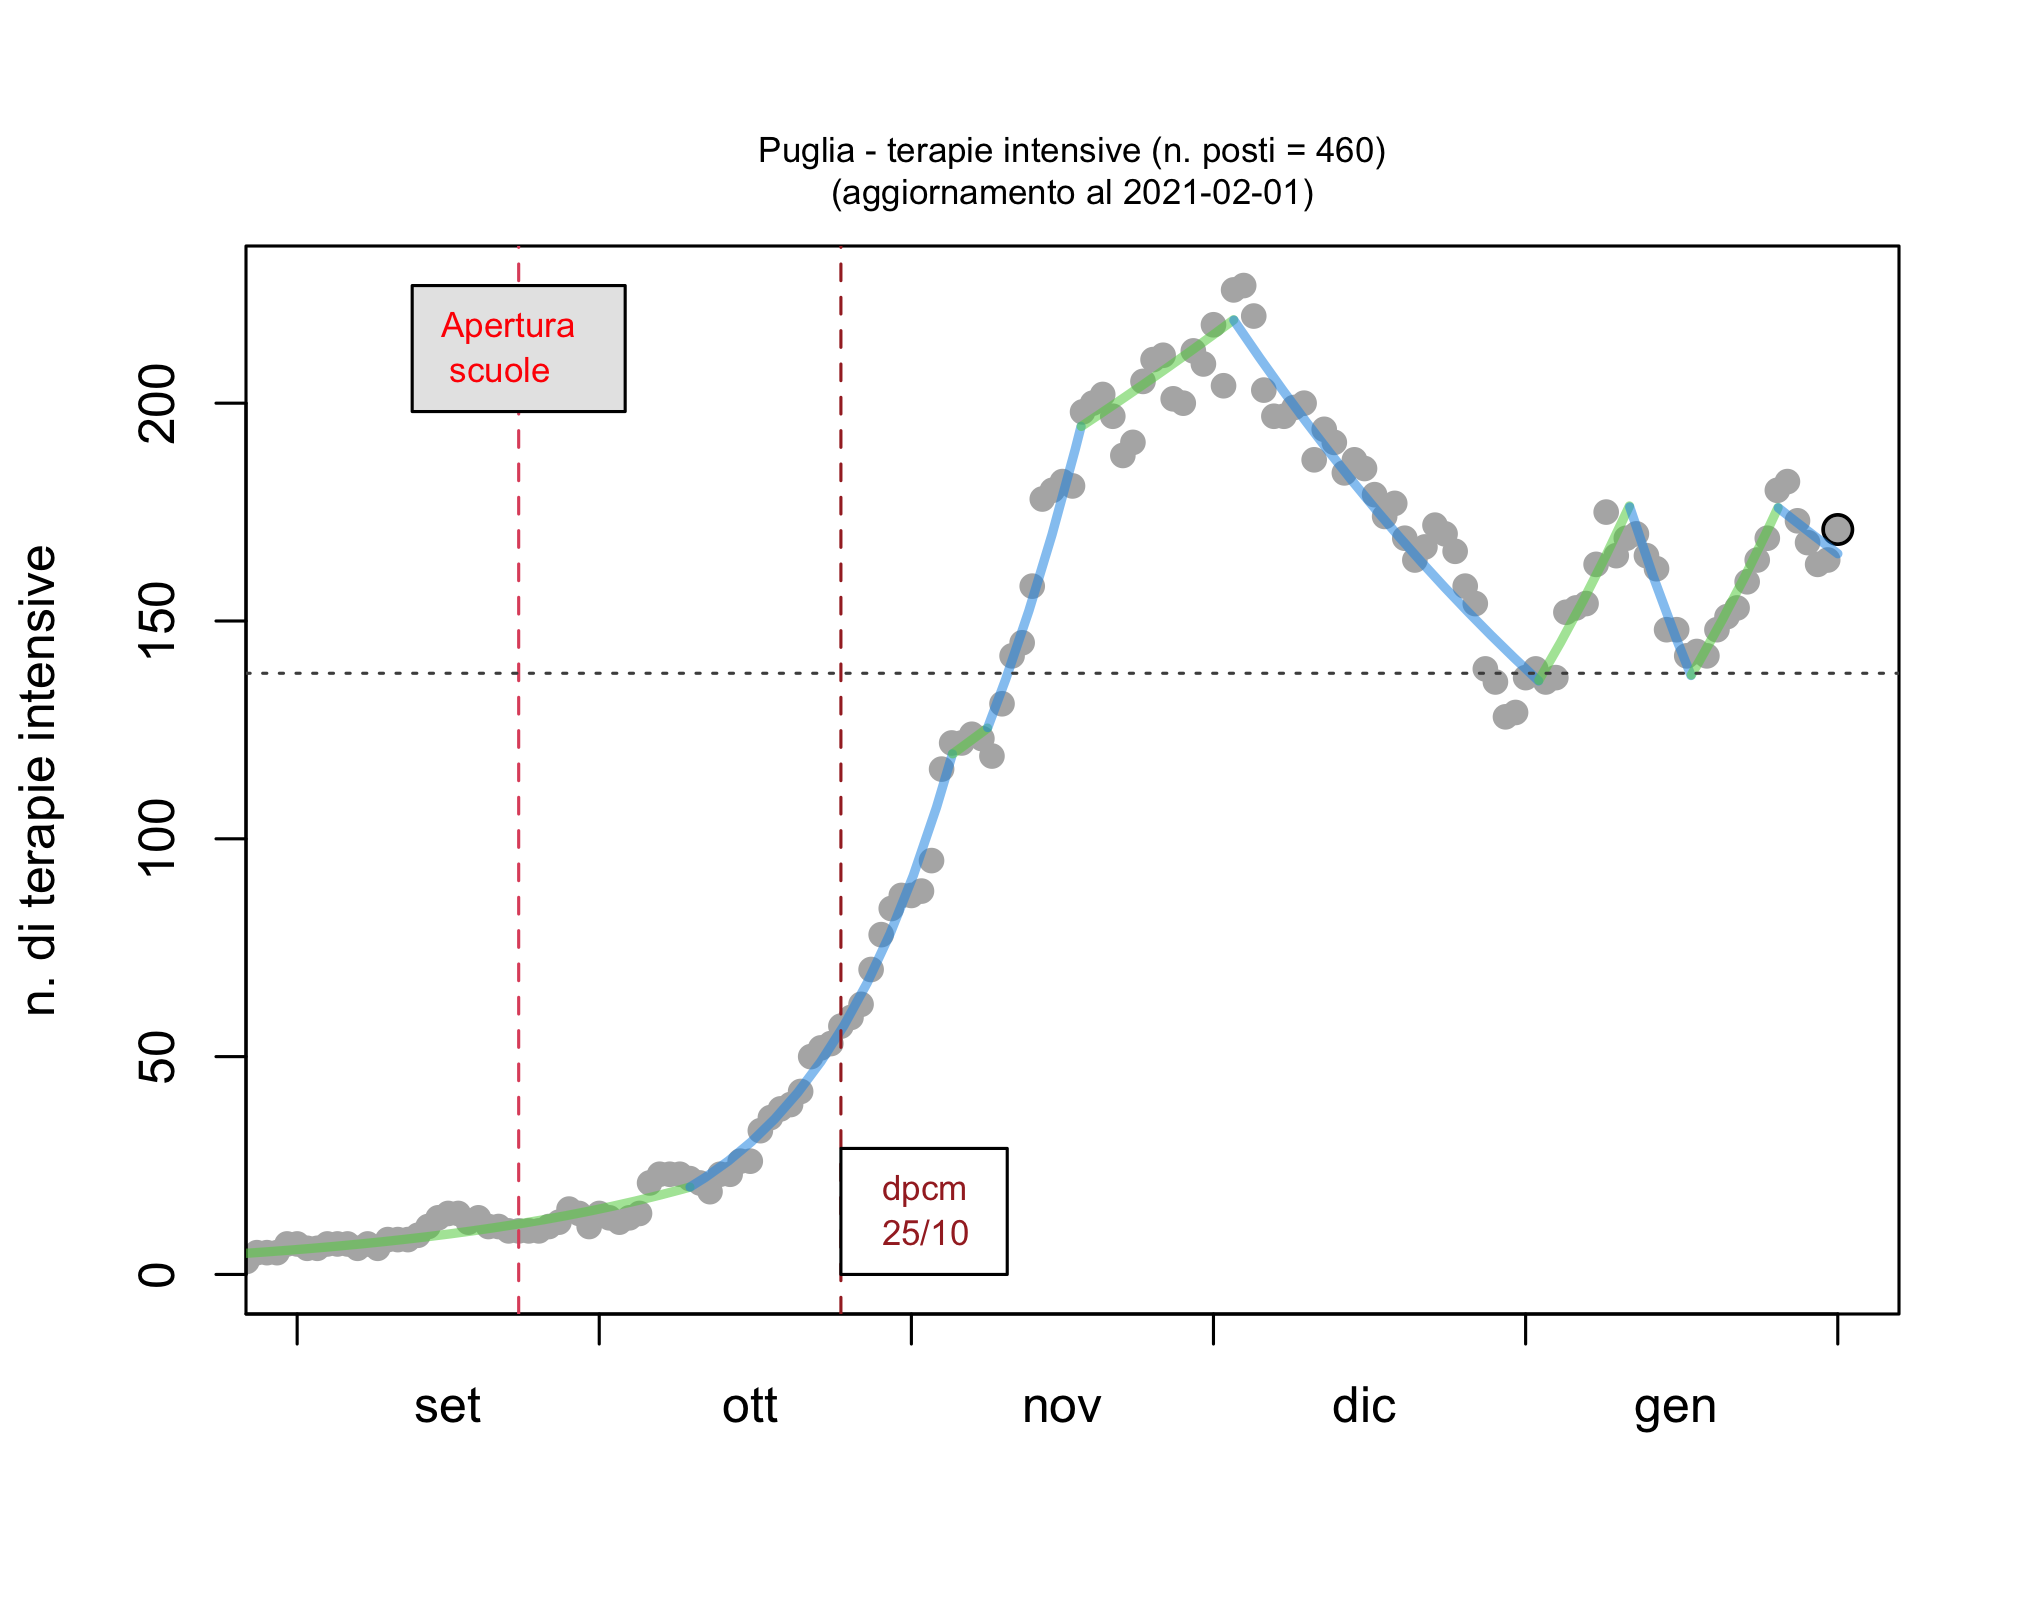 Puglia - terapie intensive (n. posti = 460)
(aggiornamento al 2021-02-01)
Apertura
scuole
dpcm
25/10
n. di terapie intensive
200
150
100
50
0
set ott nov dic gen